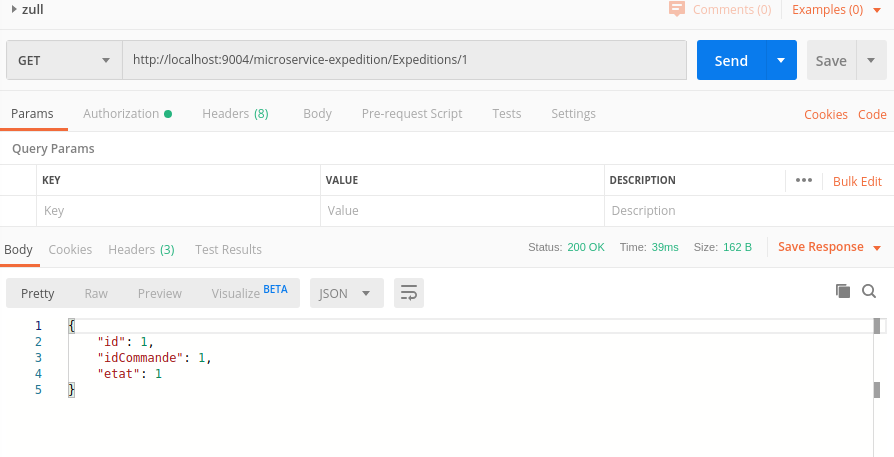 zull Comments (0) Examples (0)
GET http://localhost:9004/microservice-expedition/Expeditions/1 Send Save
Params Authorization Headers (8) Body Pre-request Script Tests Settings Cookies Code
Query Params
KEY VALUE DESCRIPTION ••• Bulk Edit
Key Value Description
Body Cookies Headers (3) Test Results Status: 200 OK Time: 39ms Size: 162 B Save Response
Pretty Raw Preview Visualize BETA JSON
1 {
2 "id": 1,
3 "idCommande": 1,
4 "etat": 1
5 }